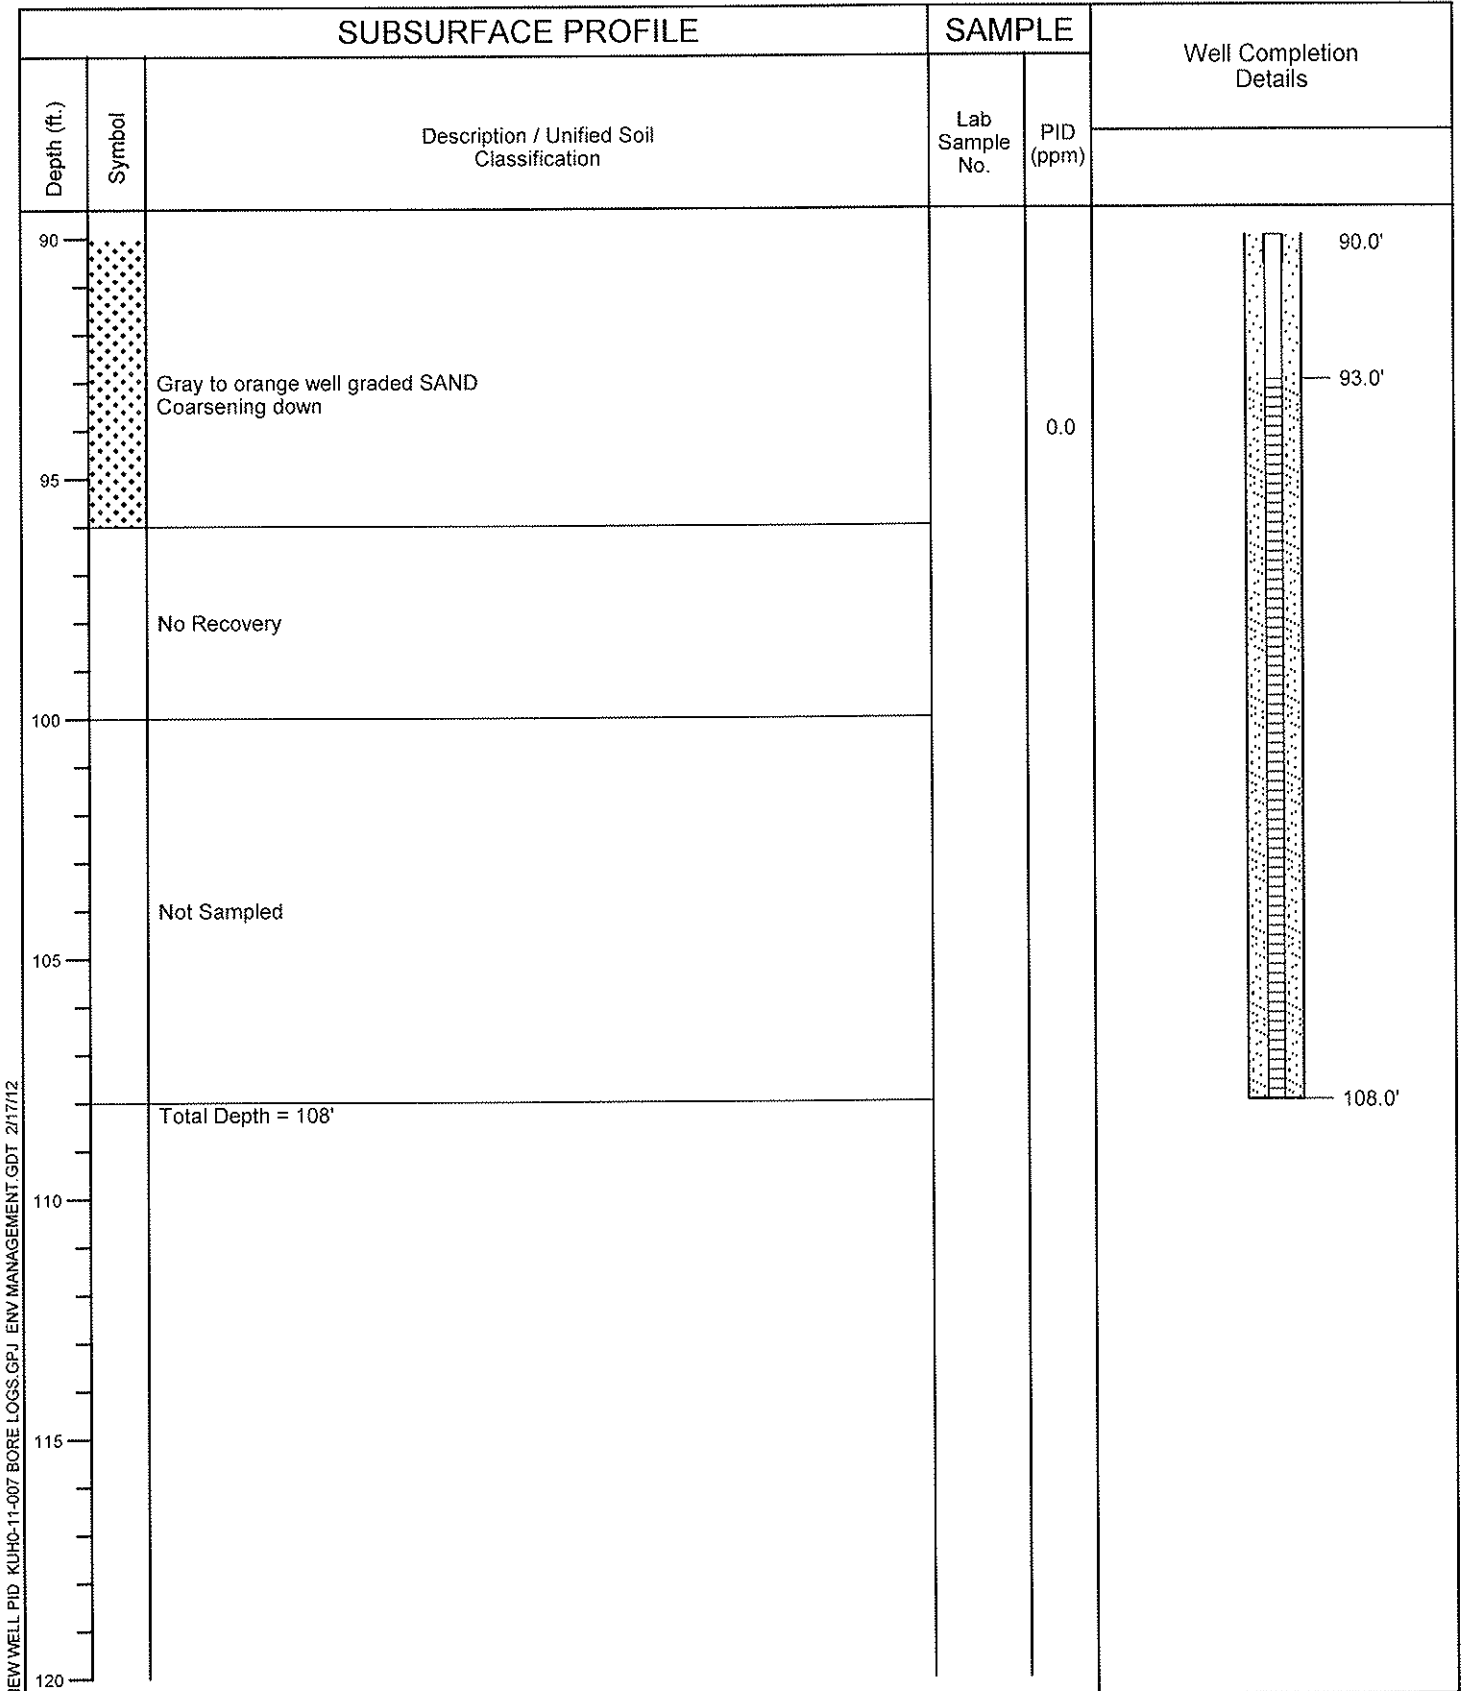 SUBSURFACE PROFILE
SAMPLE
Well Completion
Details
Depth (ft.)
Symbol
Description / Unified Soil
Classification
Lab
Sample
No.
PID
(ppm)
90
90.0'
Gray to orange well graded SAND
Coarsening down
93.0'
0.0
95
No Recovery
100
Not Sampled
105
Total Depth = 108'
108.0'
110
115
120
NEW WELL PID KUH0-11-007 BORE LOGS.GPJ ENV MANAGEMENT.GDT 2/17/12